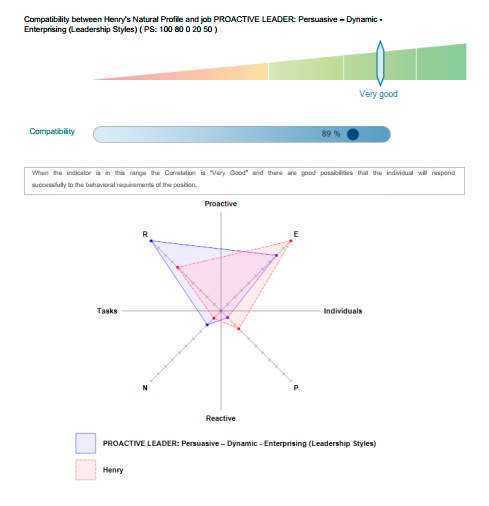 Compatibility between Henry's Natural Profile and job PROACTIVE LEADER: Persuasive – Dynamic -
Enterprising (Leadership Styles) ( PS: 100 80 0 20 50 )
Very good
Compatibility
89 %
When the indicator is in this range the Correlation is "Very Good" and there are good possibilities that the individual will respond
successfully to the behavioral requirements of the position.
Proactive
R
E
Tasks
Individuals
N
P
Reactive
PROACTIVE LEADER: Persuasive – Dynamic - Enterprising (Leadership Styles)
Henry